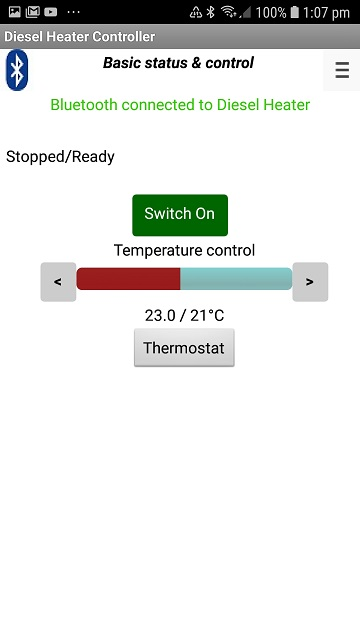 100% 1:07 pm
Diesel Heater Controller
Basic status & control
Bluetooth connected to Diesel Heater
Stopped/Ready
Switch On
Temperature control
< >
23.0 / 21°C
Thermostat